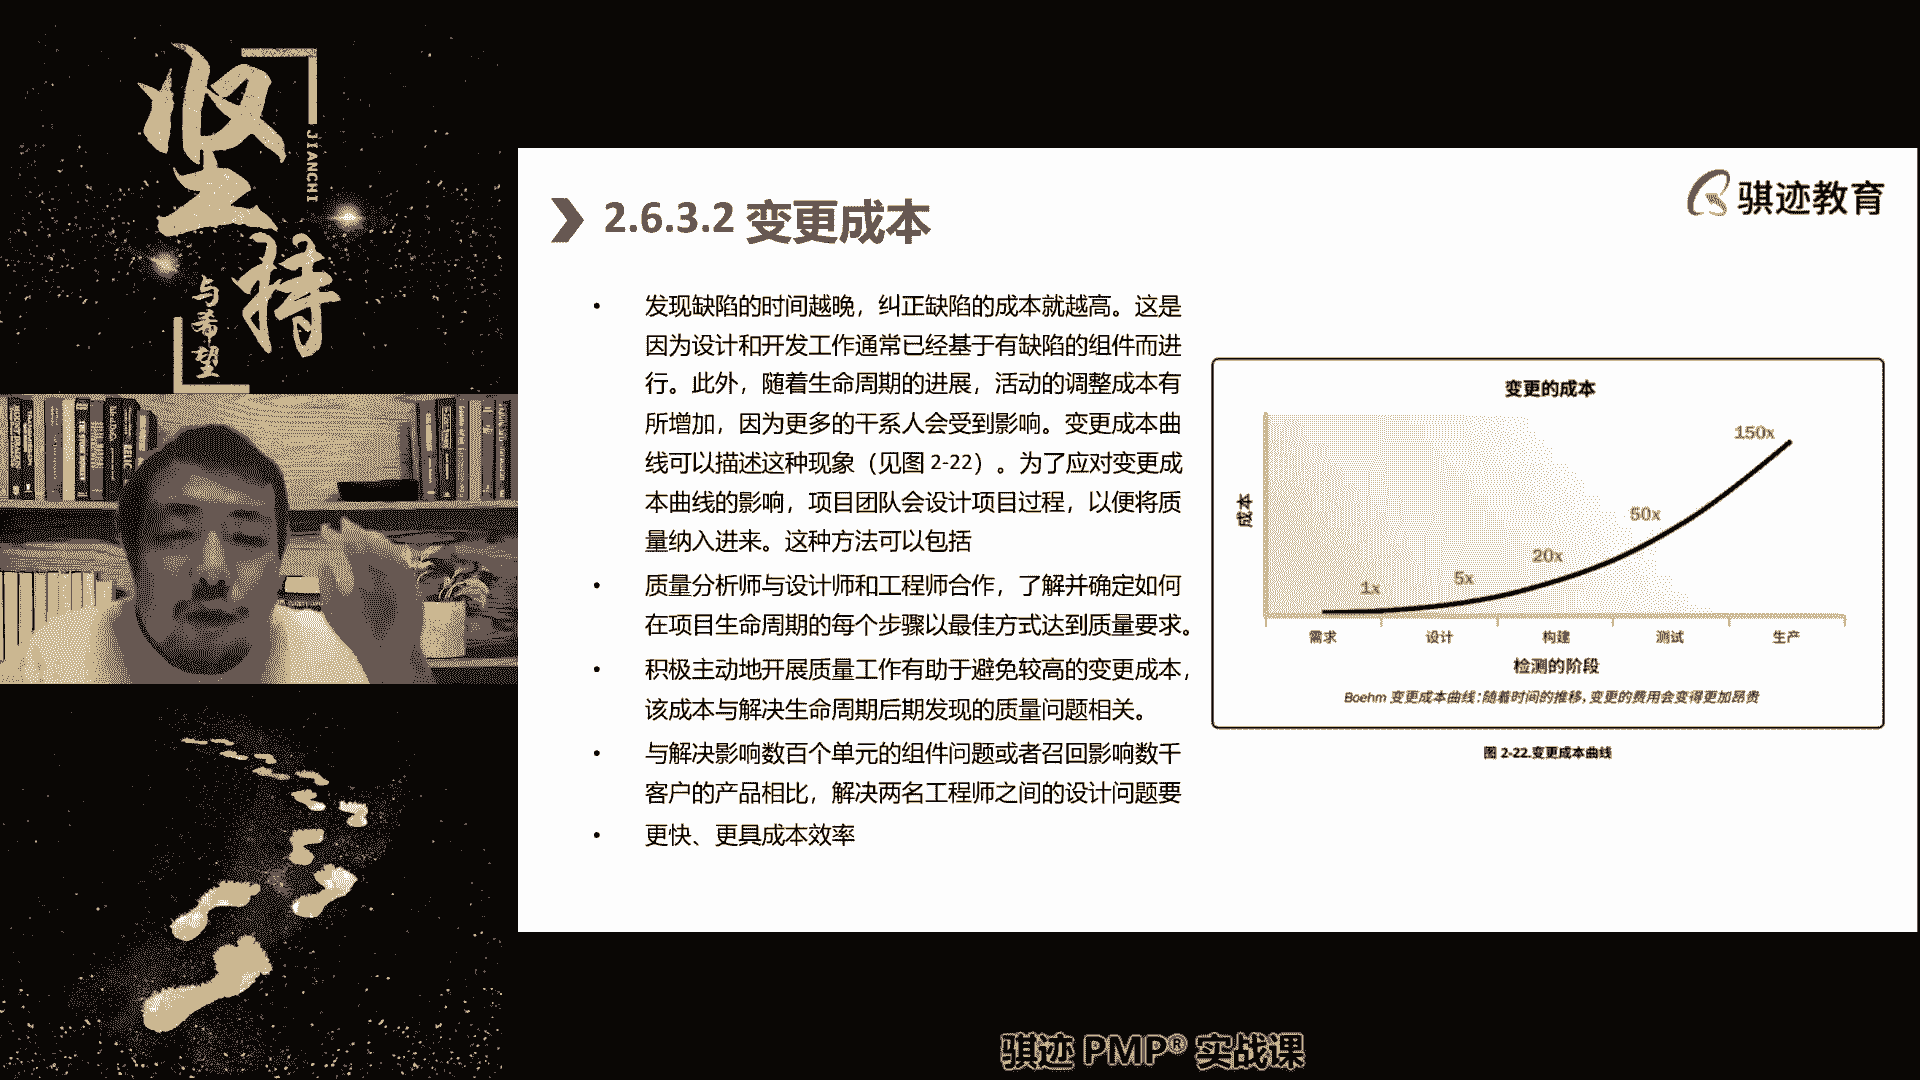 坚持
JIANCHI
与希望
骐迹教育
2.6.3.2 变更成本
• 发现缺陷的时间越晚，纠正缺陷的成本就越高。这是
因为设计和开发工作通常已经基于有缺陷的组件而进
行。此外，随着生命周期的进展，活动的调整成本有
所增加，因为更多的干系人会受到影响。变更成本曲
线可以描述这种现象（见图 2-22）。为了应对变更成
本曲线的影响，项目团队会设计项目过程，以便将质
量纳入进来。这种方法可以包括
• 质量分析师与设计师和工程师合作，了解并确定如何
在项目生命周期的每个步骤以最佳方式达到质量要求。
• 积极主动地开展质量工作有助于避免较高的变更成本，
该成本与解决生命周期后期发现的质量问题相关。
• 与解决影响数百个单元的组件问题或者召回影响数千
客户的产品相比，解决两名工程师之间的设计问题要
• 更快、更具成本效率
变更的成本
成本
1x
5x
20x
50x
150x
需求 设计 构建 测试 生产
检测的阶段
Boehm 变更成本曲线：随着时间的推移，变更的费用会变得更加昂贵
图 2-22.变更成本曲线
骐迹 PMP® 实战课